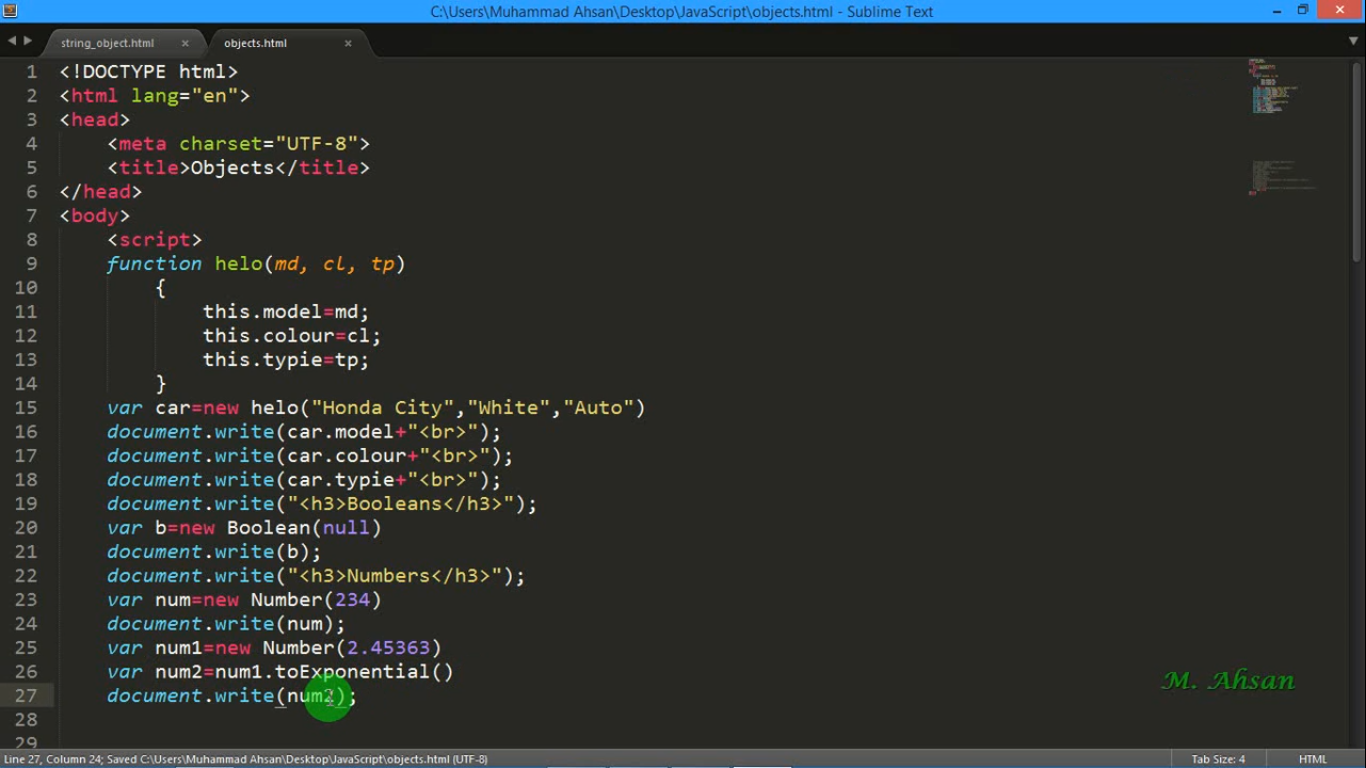 C:\Users\Muhammad Ahsan\Desktop\JavaScript\objects.html - Sublime Text
string_object.html × objects.html ×
1 <!DOCTYPE html>
2 <html lang="en">
3 <head>
4 <meta charset="UTF-8">
5 <title>Objects</title>
6 </head>
7 <body>
8 <script>
9 function helo(md, cl, tp)
10 {
11 this.model=md;
12 this.colour=cl;
13 this.typie=tp;
14 }
15 var car=new helo("Honda City","White","Auto")
16 document.write(car.model+"<br>");
17 document.write(car.colour+"<br>");
18 document.write(car.typie+"<br>");
19 document.write("<h3>Booleans</h3>");
20 var b=new Boolean(null)
21 document.write(b);
22 document.write("<h3>Numbers</h3>");
23 var num=new Number(234)
24 document.write(num);
25 var num1=new Number(2.45363)
26 var num2=num1.toExponential()
27 document.write(num2);
28
29
M. Ahsan
Line 27, Column 24; Saved C:\Users\Muhammad Ahsan\Desktop\JavaScript\objects.html (UTF-8) Tab Size: 4 HTML